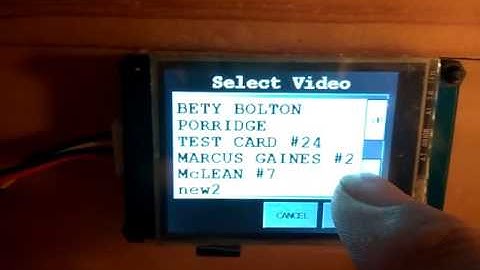 Select Video
BETY BOLTON
PORRIDGE
TEST CARD #24
MARCUS GAINES #2
McLEAN #7
new2
CANCEL